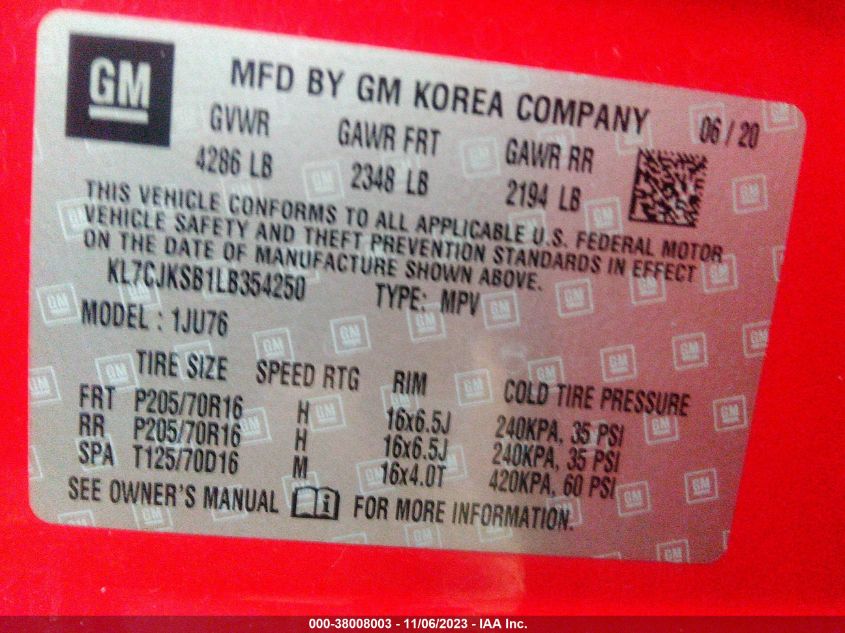 GM
MFD BY GM KOREA COMPANY
GVWR GAWR FRT GAWR RR 06 / 20
4286 LB 2348 LB 2194 LB
THIS VEHICLE CONFORMS TO ALL APPLICABLE U.S. FEDERAL MOTOR
VEHICLE SAFETY AND THEFT PREVENTION STANDARDS IN EFFECT
ON THE DATE OF MANUFACTURE SHOWN ABOVE.
KL7CJKSB1LB354250 TYPE: MPV
MODEL : 1JU76
TIRE SIZE SPEED RTG RIM COLD TIRE PRESSURE
FRT P205/70R16 H 16x6.5J 240KPA, 35 PSI
RR P205/70R16 H 16x6.5J 240KPA, 35 PSI
SPA T125/70D16 M 16x4.0T 420KPA, 60 PSI
SEE OWNER'S MANUAL i FOR MORE INFORMATION.
000-38008003 - 11/06/2023 - IAA Inc.